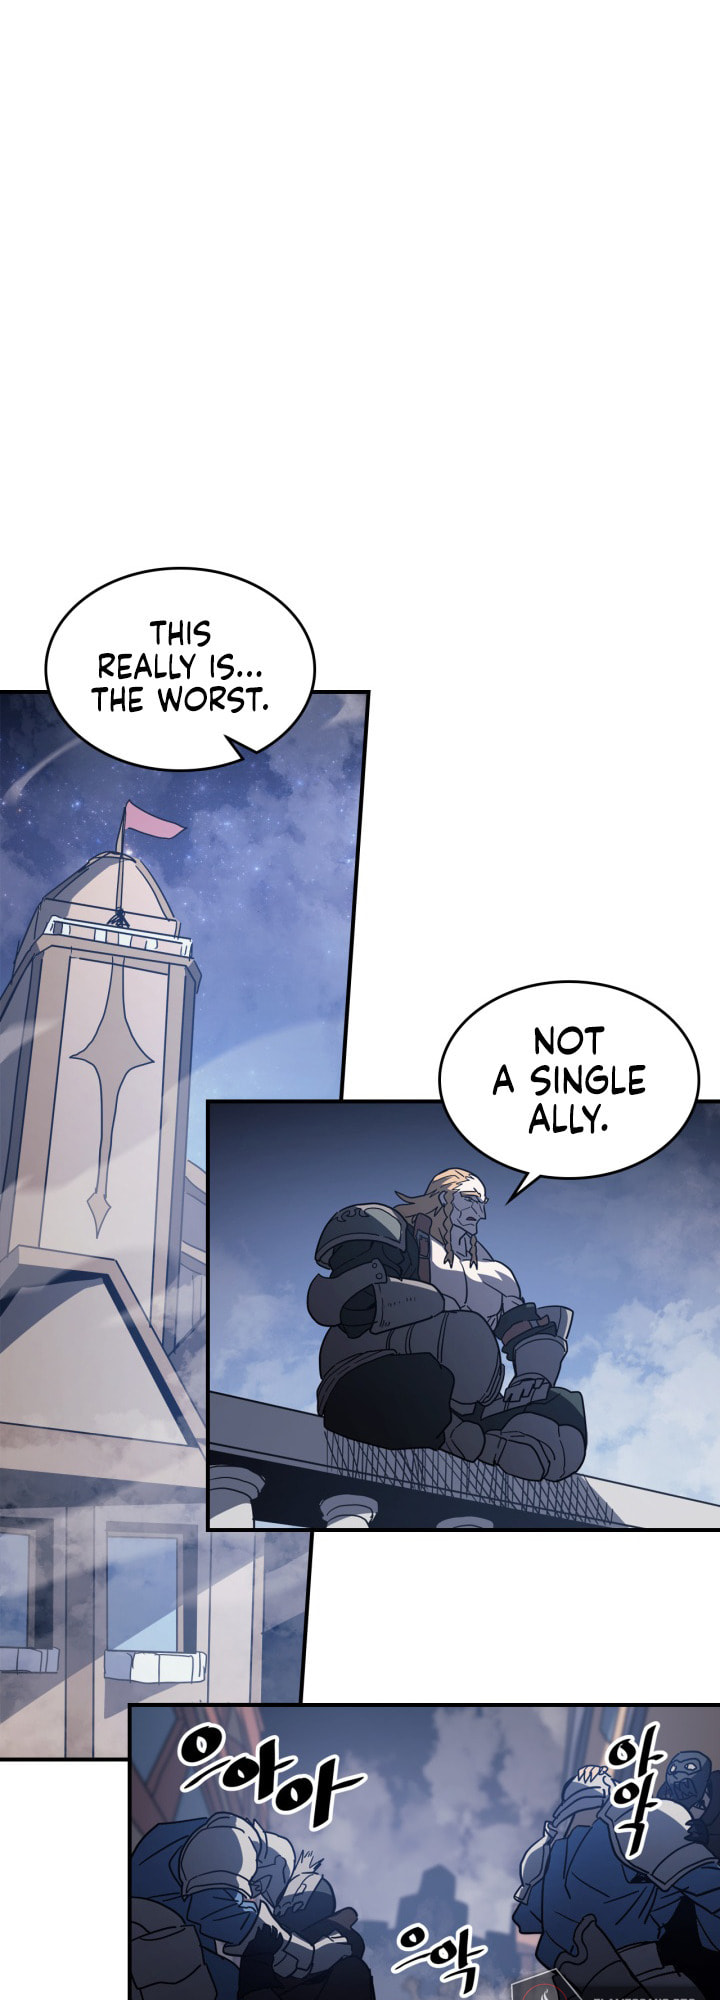 THIS
REALLY IS...
THE WORST.
NOT
A SINGLE
ALLY.
으아아
아
악
으악